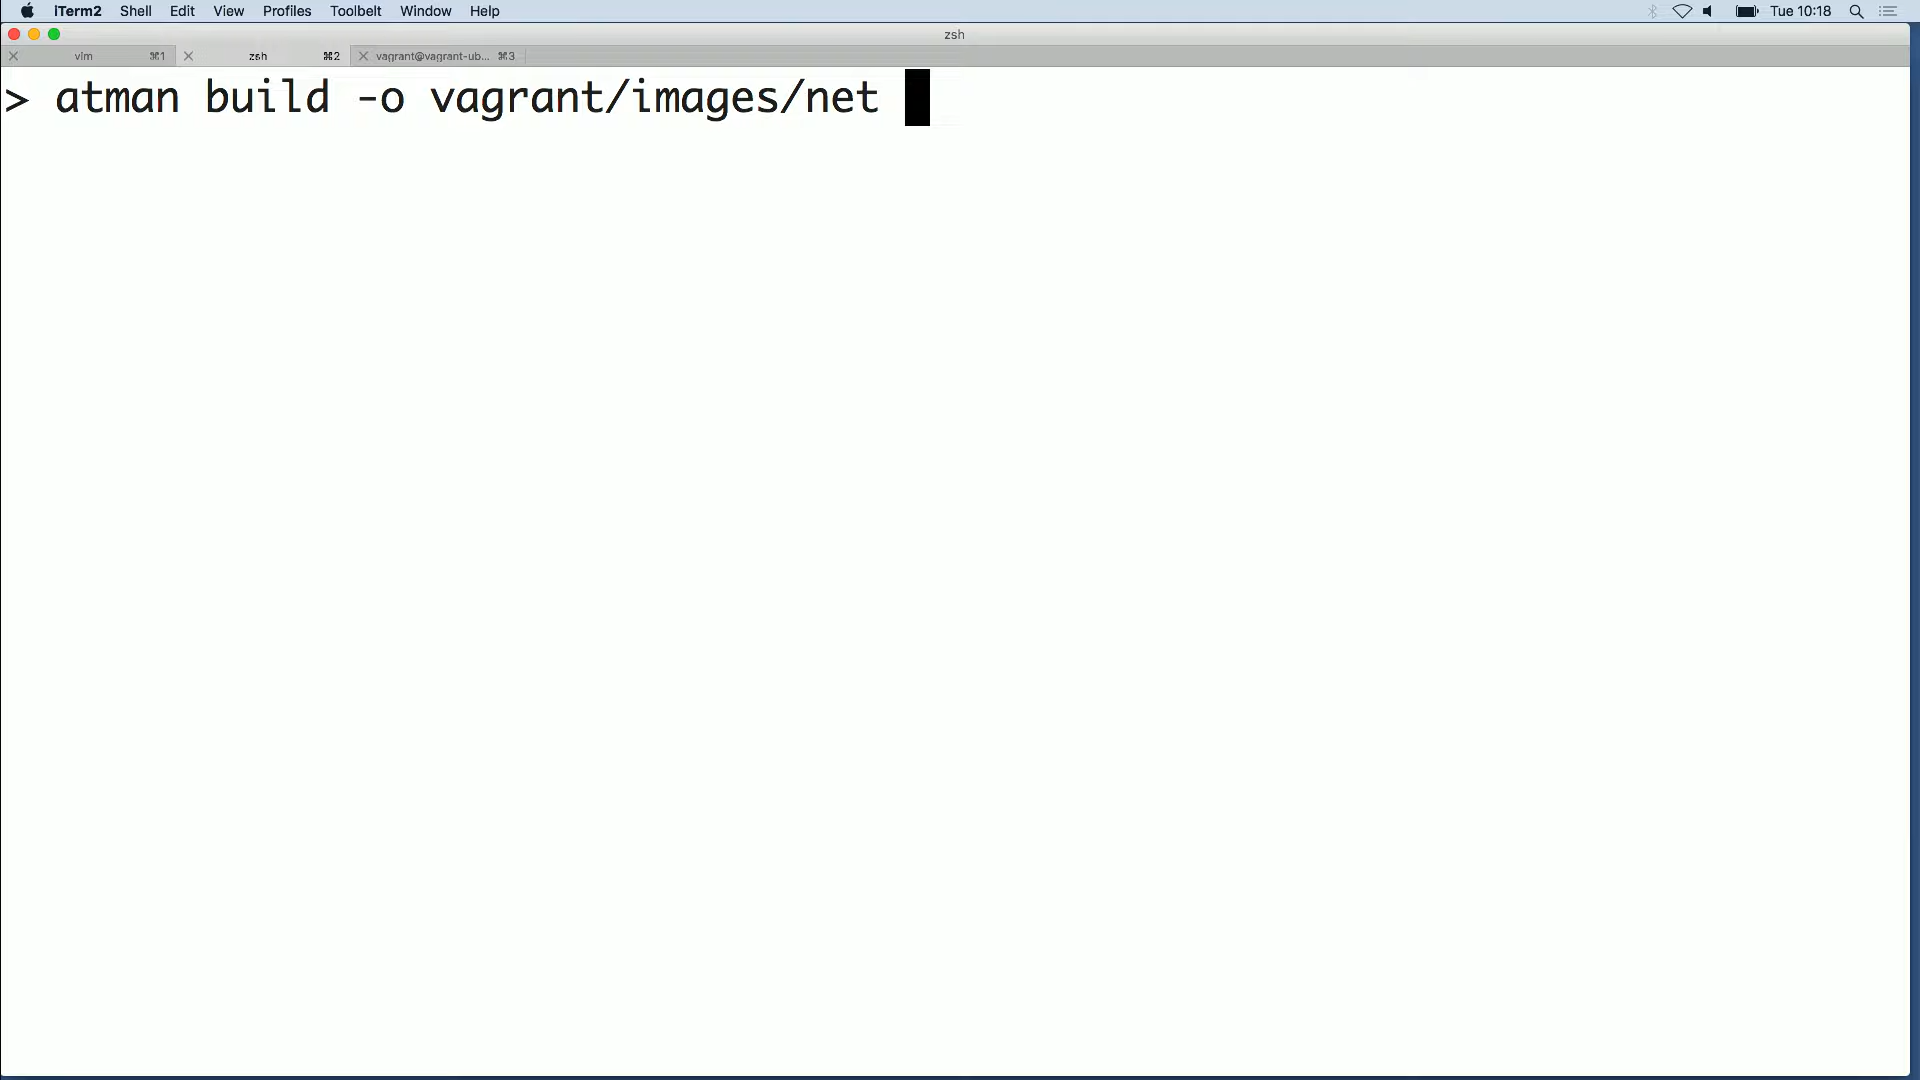 iTerm2 Shell Edit View Profiles Toolbelt Window Help Tue 10:18
zsh
vim ⌘1 zsh ⌘2 vagrant@vagrant-ub... ⌘3
> atman build -o vagrant/images/net